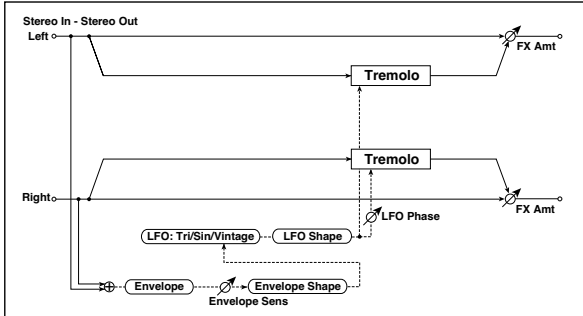 Stereo In - Stereo Out
Left
FX Amt
Tremolo
Tremolo
Right
LFO Phase
FX Amt
LFO: Tri/Sin/Vintage
LFO Shape
Envelope
Envelope Shape
Envelope Sens